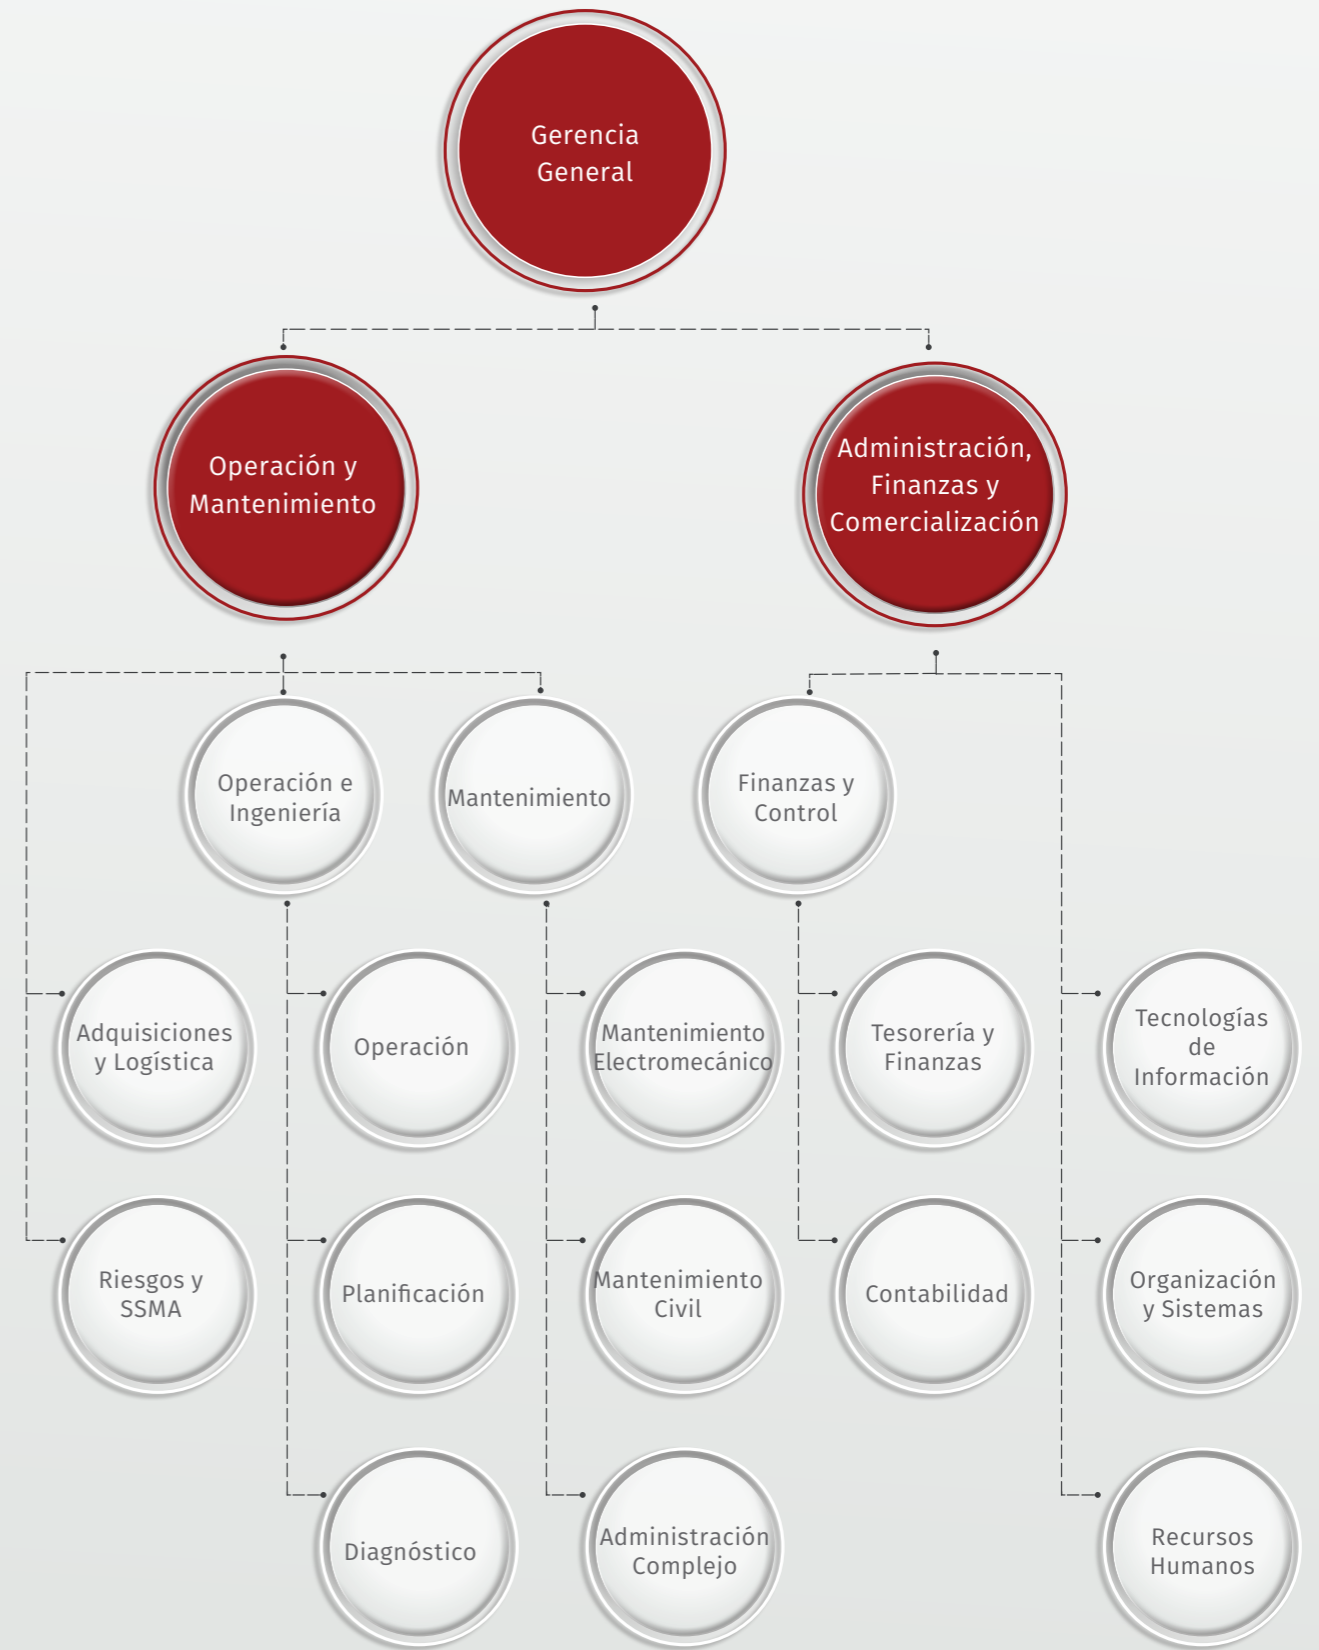 Gerencia
General
Operación y
Mantenimiento
Administración,
Finanzas y
Comercialización
Operación e
Ingeniería
Mantenimiento
Finanzas y
Control
Adquisiciones
y Logística
Operación
Mantenimiento
Electromecánico
Tesorería y
Finanzas
Tecnologías
de
Información
Riesgos y
SSMA
Planificación
Mantenimiento
Civil
Contabilidad
Organización
y Sistemas
Diagnóstico
Administración
Complejo
Recursos
Humanos